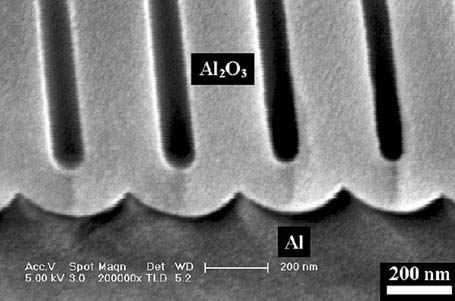 Al₂O₃
Al
Acc.V Spot Magn Det WD
5.00 kV 3.0 200000x TLD 5.2 200 nm
200 nm